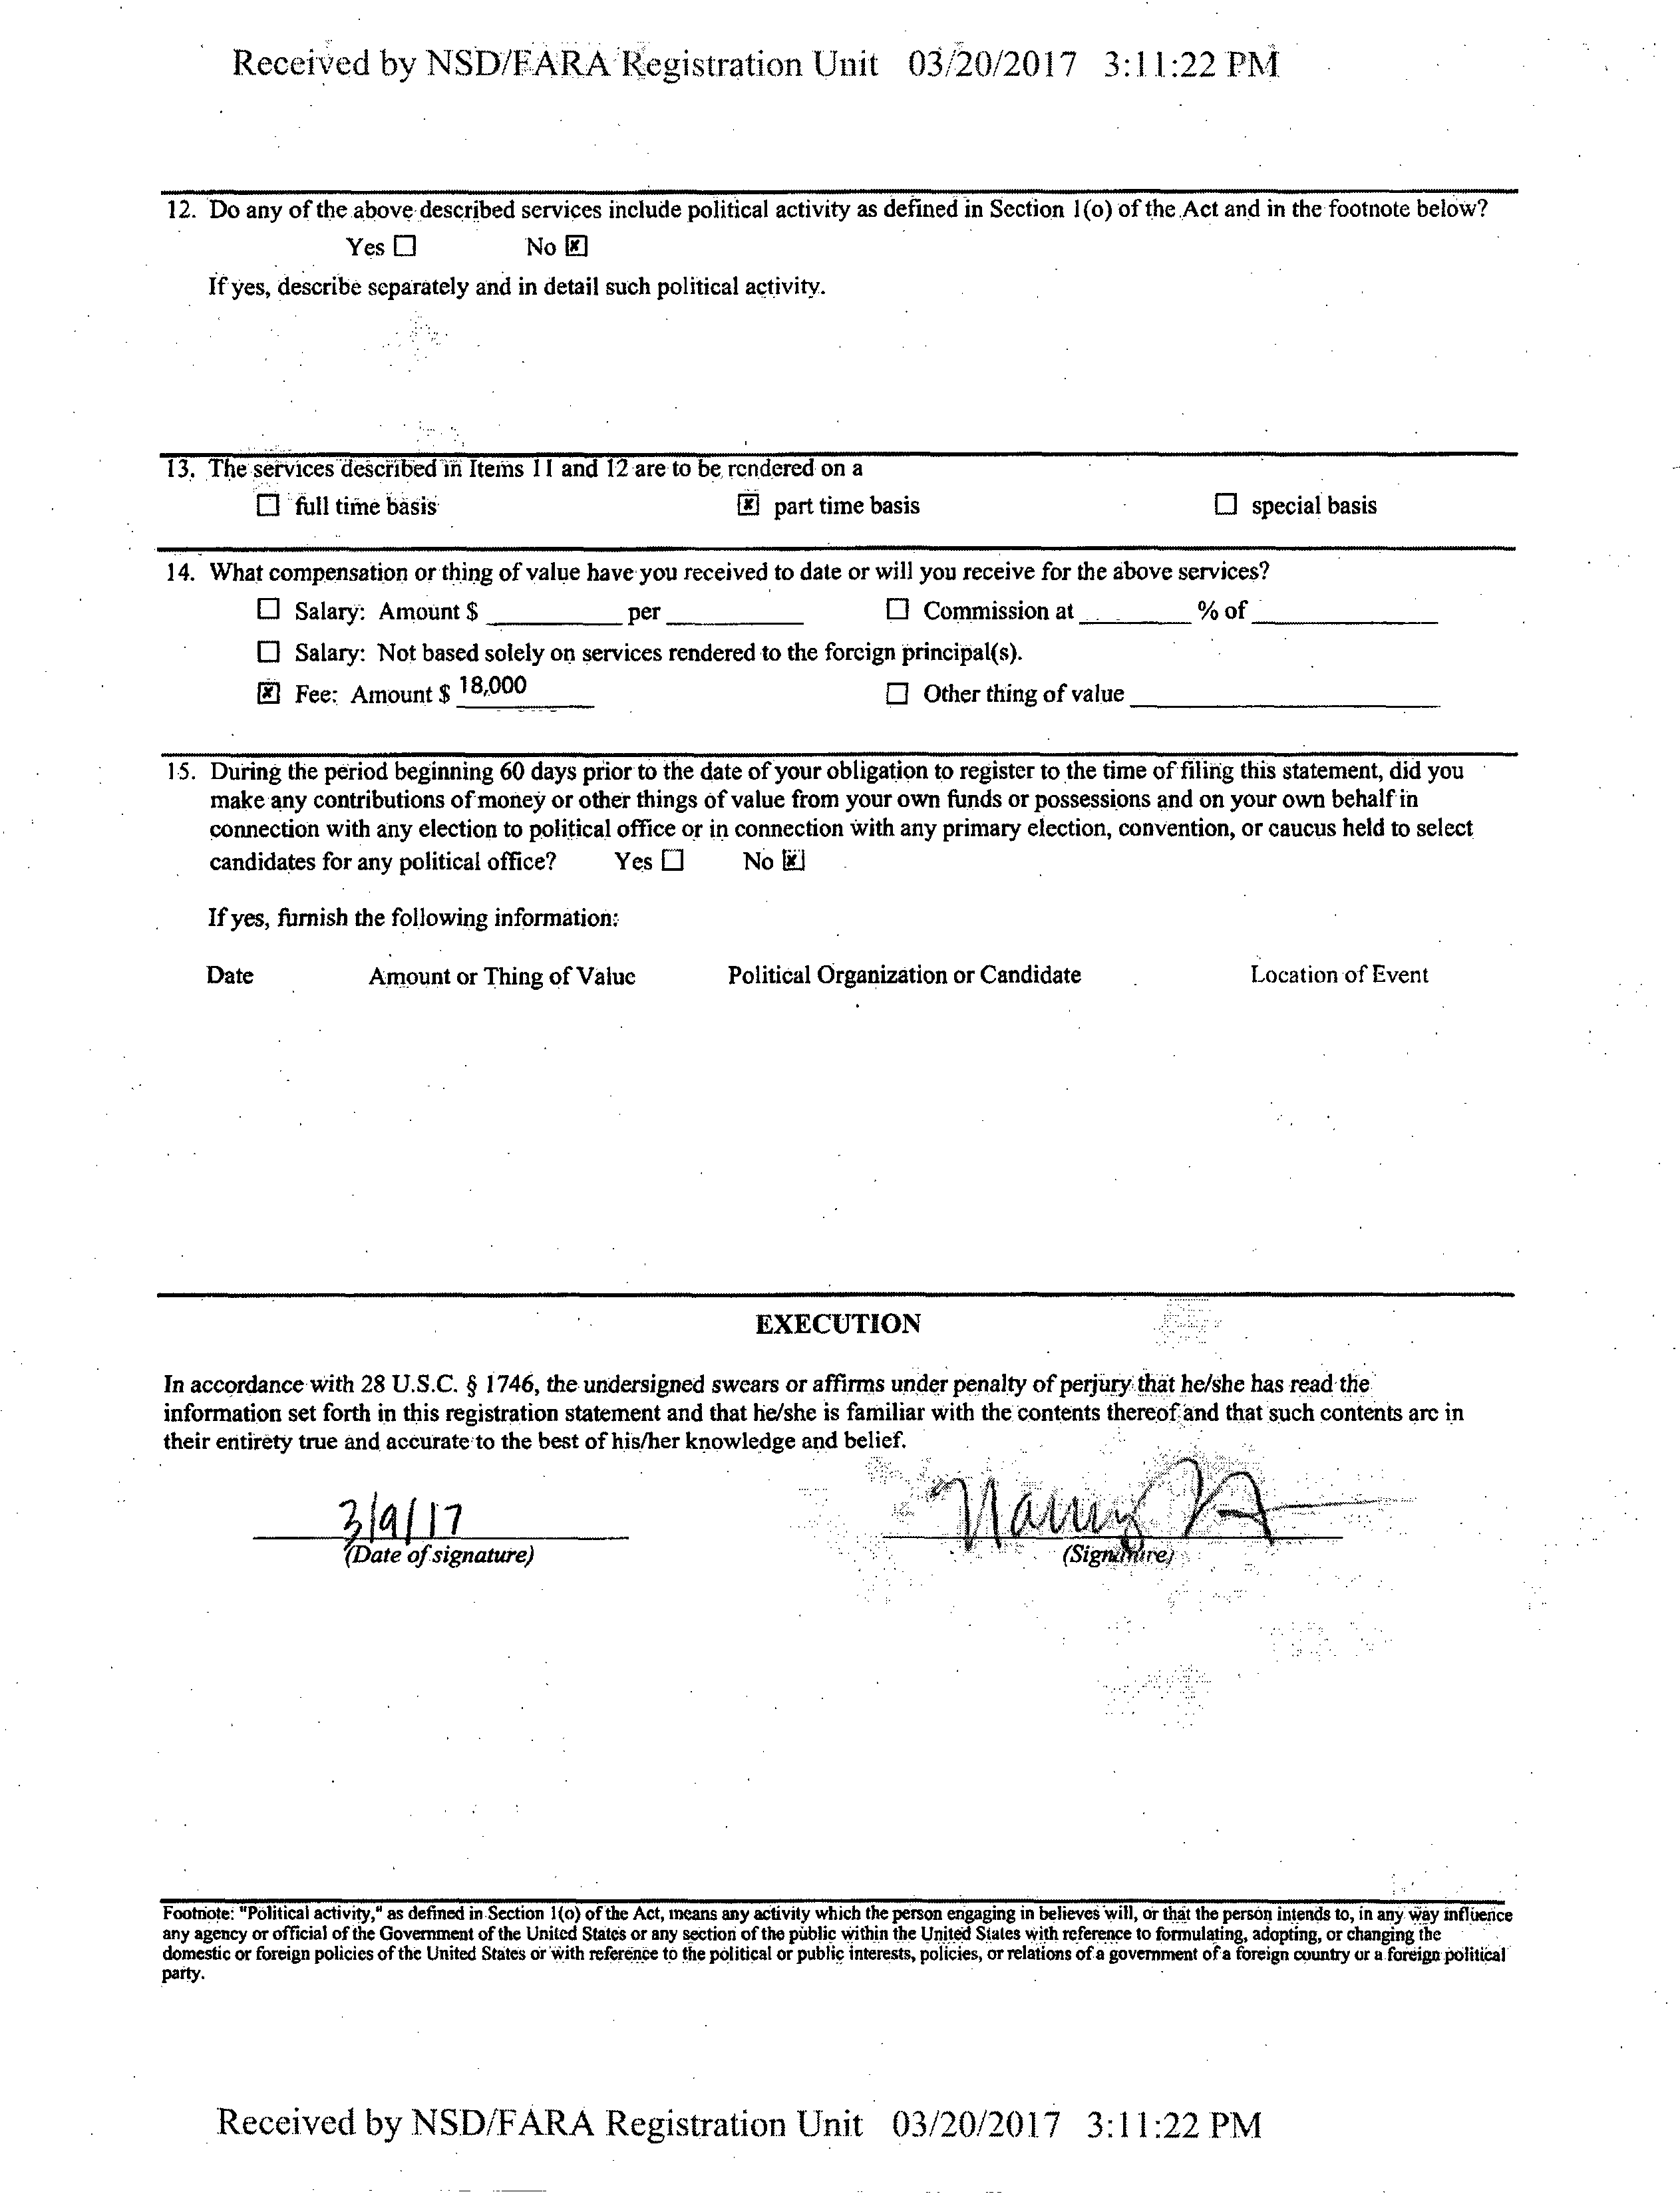 Received by NSD/FARA Registration Unit 03/20/2017 3:11:22 PM
12. Do any of the above described services include political activity as defined in Section 1(o) of the Act and in the footnote below?
Yes ☐ No ☒
If yes, describe separately and in detail such political activity.
13. The services described in Items 11 and 12 are to be rendered on a
☐ full time basis ☒ part time basis ☐ special basis
14. What compensation or thing of value have you received to date or will you receive for the above services?
☐ Salary: Amount $ per ☐ Commission at % of
☐ Salary: Not based solely on services rendered to the foreign principal(s).
☒ Fee: Amount $ 18,000 ☐ Other thing of value
15. During the period beginning 60 days prior to the date of your obligation to register to the time of filing this statement, did you
make any contributions of money or other things of value from your own funds or possessions and on your own behalf in
connection with any election to political office or in connection with any primary election, convention, or caucus held to select
candidates for any political office? Yes ☐ No ☒
If yes, furnish the following information:
Date Amount or Thing of Value Political Organization or Candidate Location of Event
EXECUTION
In accordance with 28 U.S.C. § 1746, the undersigned swears or affirms under penalty of perjury that he/she has read the
information set forth in this registration statement and that he/she is familiar with the contents thereof and that such contents are in
their entirety true and accurate to the best of his/her knowledge and belief.
3/9/17 Nancy
(Date of signature) (Signature)
Footnote: "Political activity," as defined in Section 1(o) of the Act, means any activity which the person engaging in believes will, or that the person intends to, in any way influence
any agency or official of the Government of the United States or any section of the public within the United States with reference to formulating, adopting, or changing the
domestic or foreign policies of the United States or with reference to the political or public interests, policies, or relations of a government of a foreign country or a foreign political
party.
Received by NSD/FARA Registration Unit 03/20/2017 3:11:22 PM